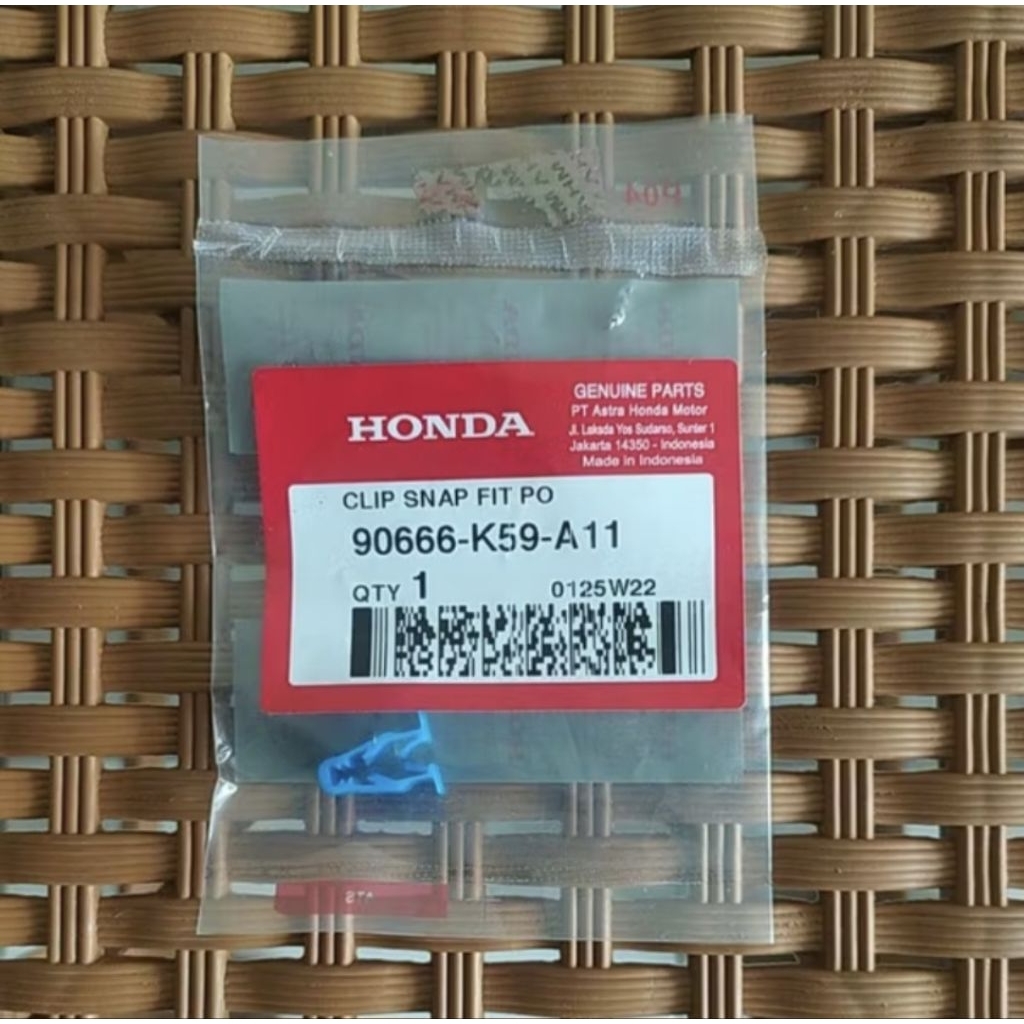 HONDA
GENUINE PARTS
PT Astra Honda Motor
Jl. Laksda Yos Sudarso, Sunter 1
Jakarta 14350 - Indonesia
Made in Indonesia
CLIP SNAP FIT PO
90666-K59-A11
QTY 1
0125W22